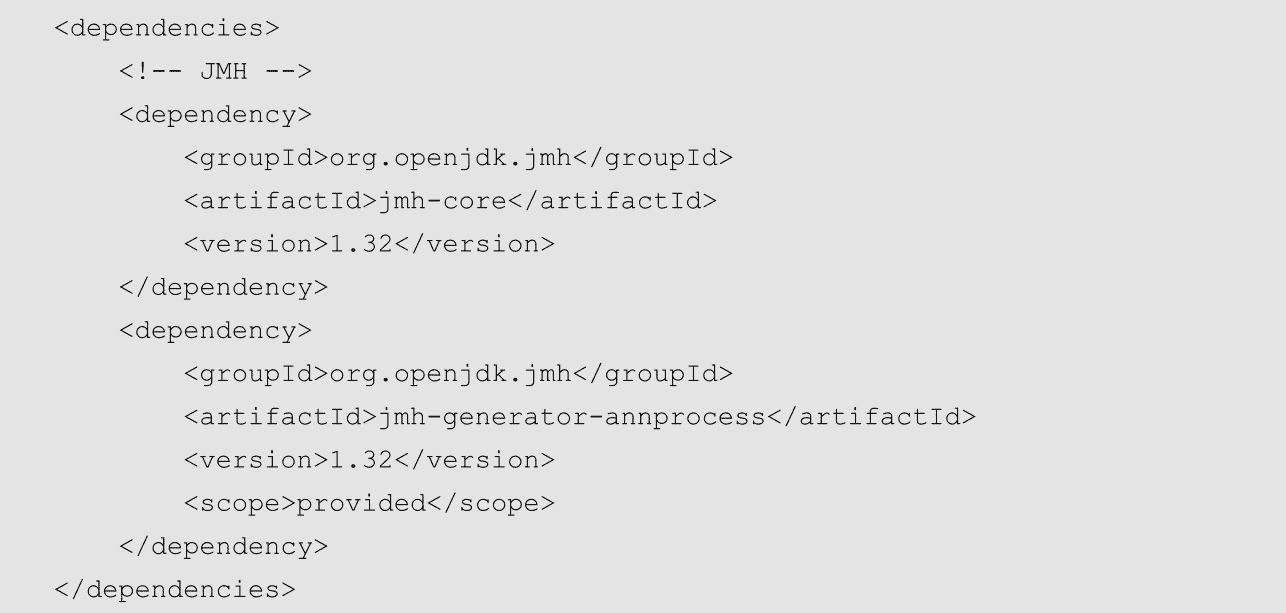 <dependencies>
    <!-- JMH -->
    <dependency>
        <groupId>org.openjdk.jmh</groupId>
        <artifactId>jmh-core</artifactId>
        <version>1.32</version>
    </dependency>
    <dependency>
        <groupId>org.openjdk.jmh</groupId>
        <artifactId>jmh-generator-annprocess</artifactId>
        <version>1.32</version>
        <scope>provided</scope>
    </dependency>
</dependencies>